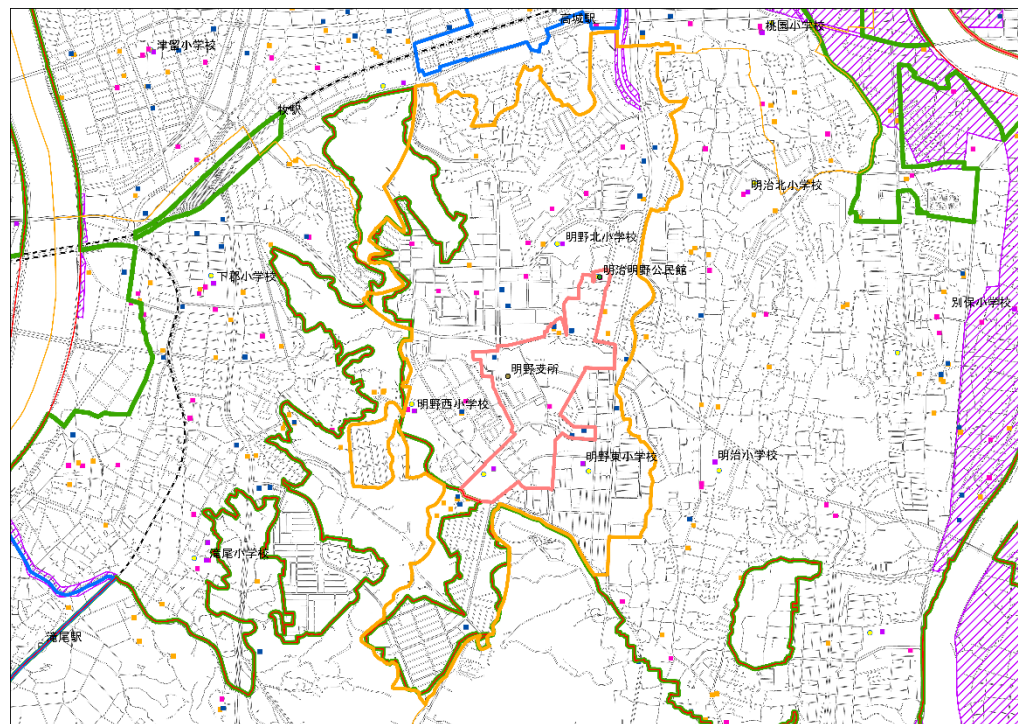 高城駅
桃園小学校
津留小学校
牧駅
明治北小学校
明野北小学校
下郡小学校
明治明野公民館
別保小学校
明野支所
明野西小学校
明野東小学校
明治小学校
滝尾小学校
滝尾駅